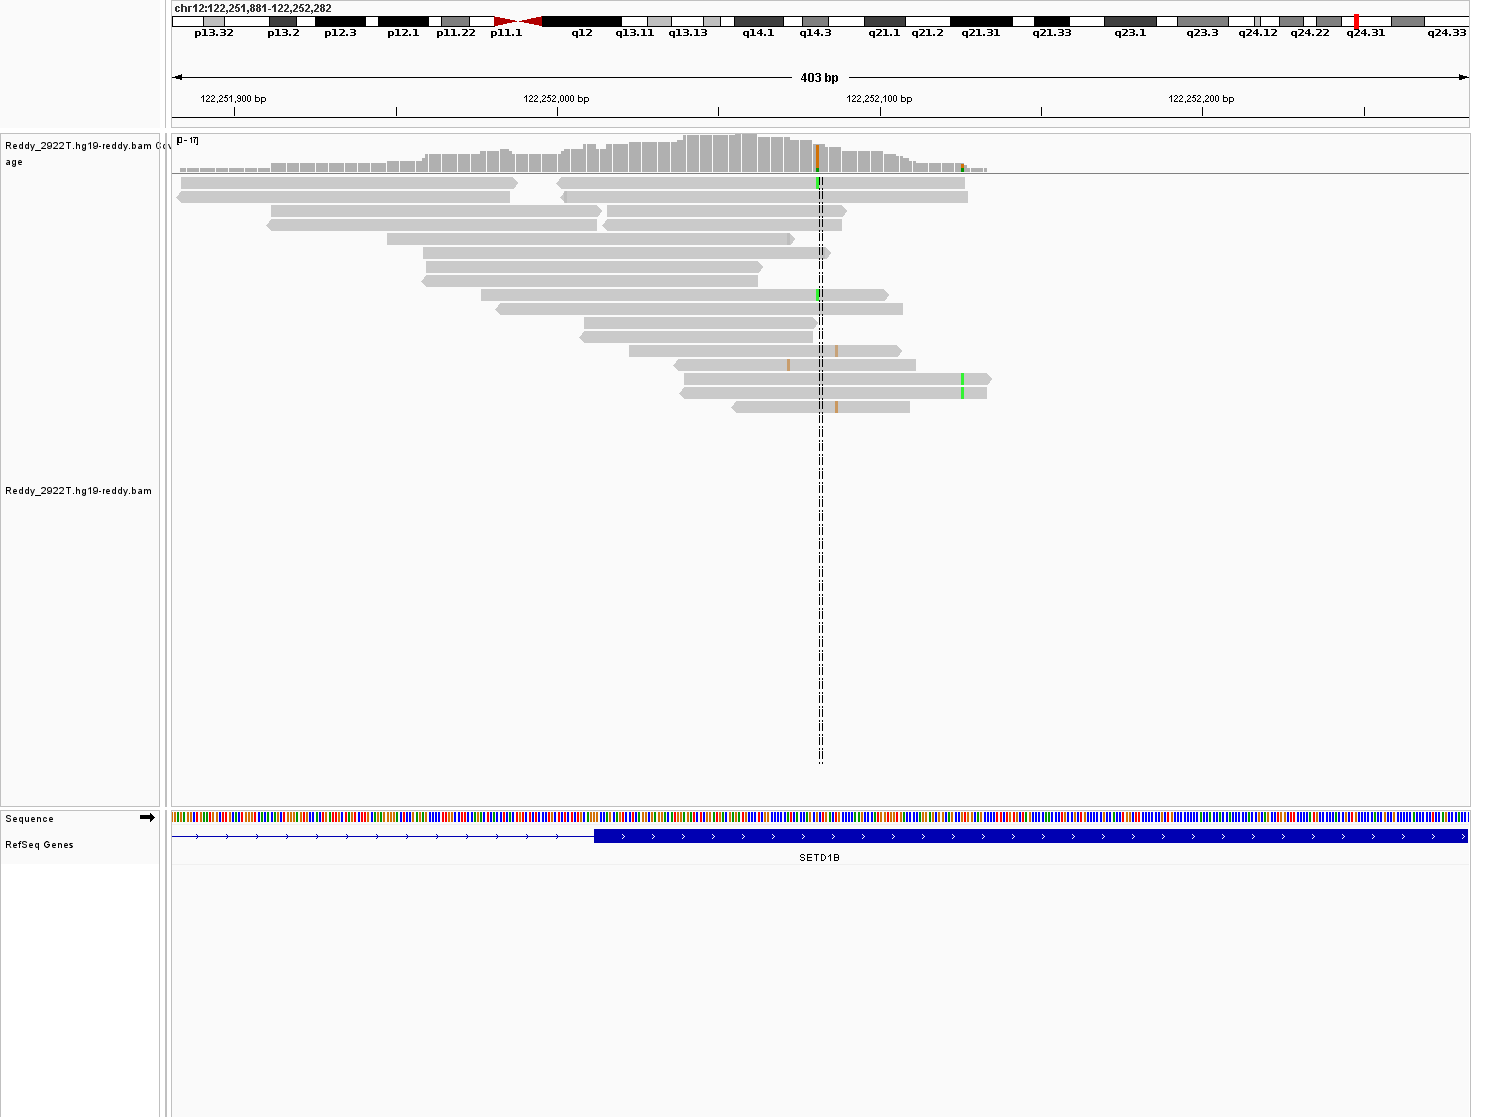 chr12:122,251,881-122,252,282
p13.32 p13.2 p12.3 p12.1 p11.22 p11.1 q12 q13.11 q13.13 q14.1 q14.3 q21.1 q21.2 q21.31 q21.33 q23.1 q23.3 q24.12 q24.22 q24.31 q24.33
403 bp
122,251,900 bp 122,252,000 bp 122,252,100 bp 122,252,200 bp
Reddy_2922T.hg19-reddy.bam Cov
age
[0 - 17]
Reddy_2922T.hg19-reddy.bam
Sequence
RefSeq Genes
SETD1B